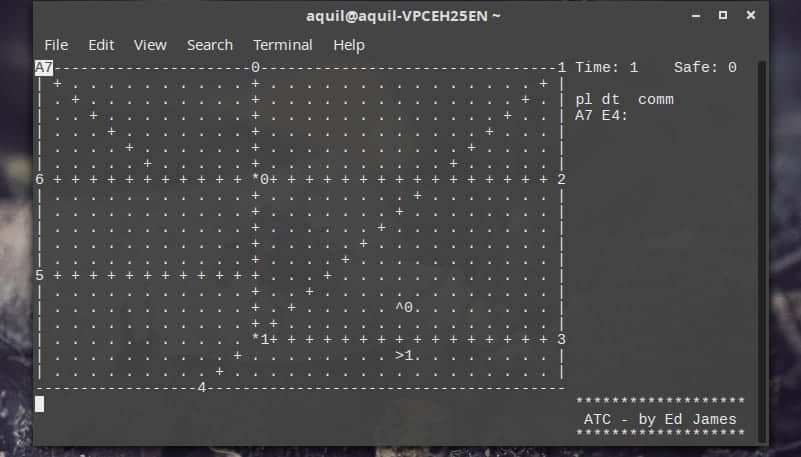 aquil@aquil-VPCEH25EN ~
File Edit View Search Terminal Help
A7----------------------0---------------------------------1 Time: 1    Safe: 0
| + . . . . . . . . . . + . . . . . . . . . . . . . . . + |
| . + . . . . . . . . . + . . . . . . . . . . . . . . + . | pl dt  comm
| . . + . . . . . . . . + . . . . . . . . . . . . . + . . | A7 E4:
| . . . + . . . . . . . + . . . . . . . . . . . . + . . . |
| . . . . + . . . . . . + . . . . . . . . . . . + . . . . |
| . . . . . + . . . . . + . . . . . . . . . . + . . . . . |
6 + + + + + + + + + + + *0+ + + + + + + + + + + + + + + + 2
| . . . . . . . . . . . + . . . . . . . . + . . . . . . . |
| . . . . . . . . . . . + . . . . . . . + . . . . . . . . |
| . . . . . . . . . . . + . . . . . . + . . . . . . . . . |
| . . . . . . . . . . . + . . . . . + . . . . . . . . . . |
| . . . . . . . . . . . + . . . . + . . . . . . . . . . . |
5 + + + + + + + + + + + + . . . + . . . . . . . . . . . . |
| . . . . . . . . . . . + . . + . . . . . . . . . . . . . |
| . . . . . . . . . . . + . + . . . . . ^0. . . . . . . . |
| . . . . . . . . . . . + + . . . . . . . . . . . . . . . |
| . . . . . . . . . . . *1+ + + + + + + + + + + + + + + + 3
| . . . . . . . . . . + . . . . . . . . >1. . . . . . . . |
| . . . . . . . . . + . . . . . . . . . . . . . . . . . . |
------------------4----------------------------------------
*******************
ATC - by Ed James
*******************